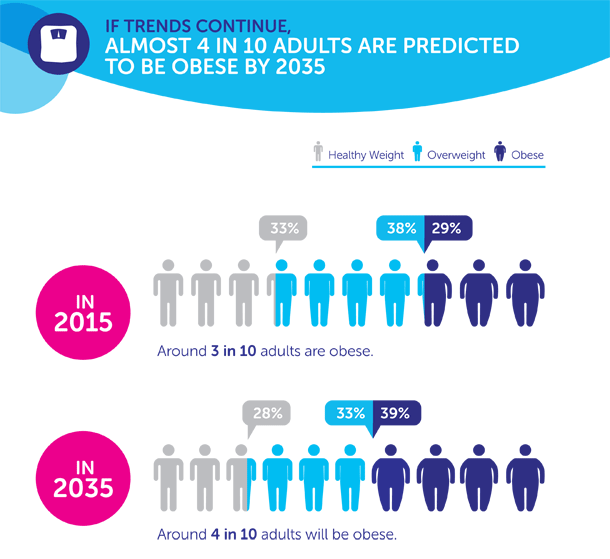 IF TRENDS CONTINUE,
ALMOST 4 IN 10 ADULTS ARE PREDICTED
TO BE OBESE BY 2035
Healthy Weight Overweight Obese
33% 38% 29%
IN
2015
Around 3 in 10 adults are obese.
28% 33% 39%
IN
2035
Around 4 in 10 adults will be obese.